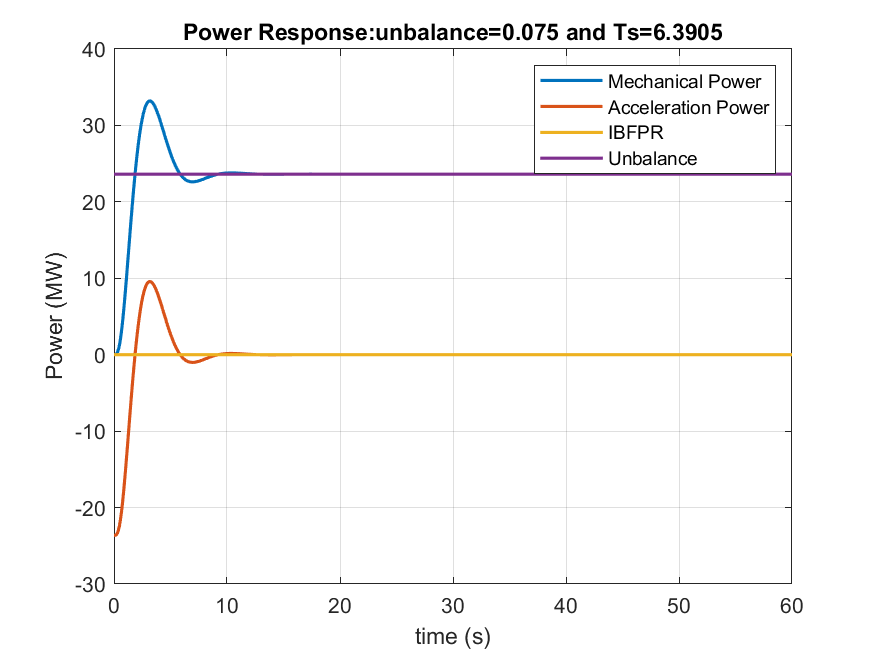 Power Response:unbalance=0.075 and Ts=6.3905
40
30
20
10
0
-10
-20
-30
Power (MW)
Mechanical Power
Acceleration Power
IBFPR
Unbalance
0 10 20 30 40 50 60
time (s)